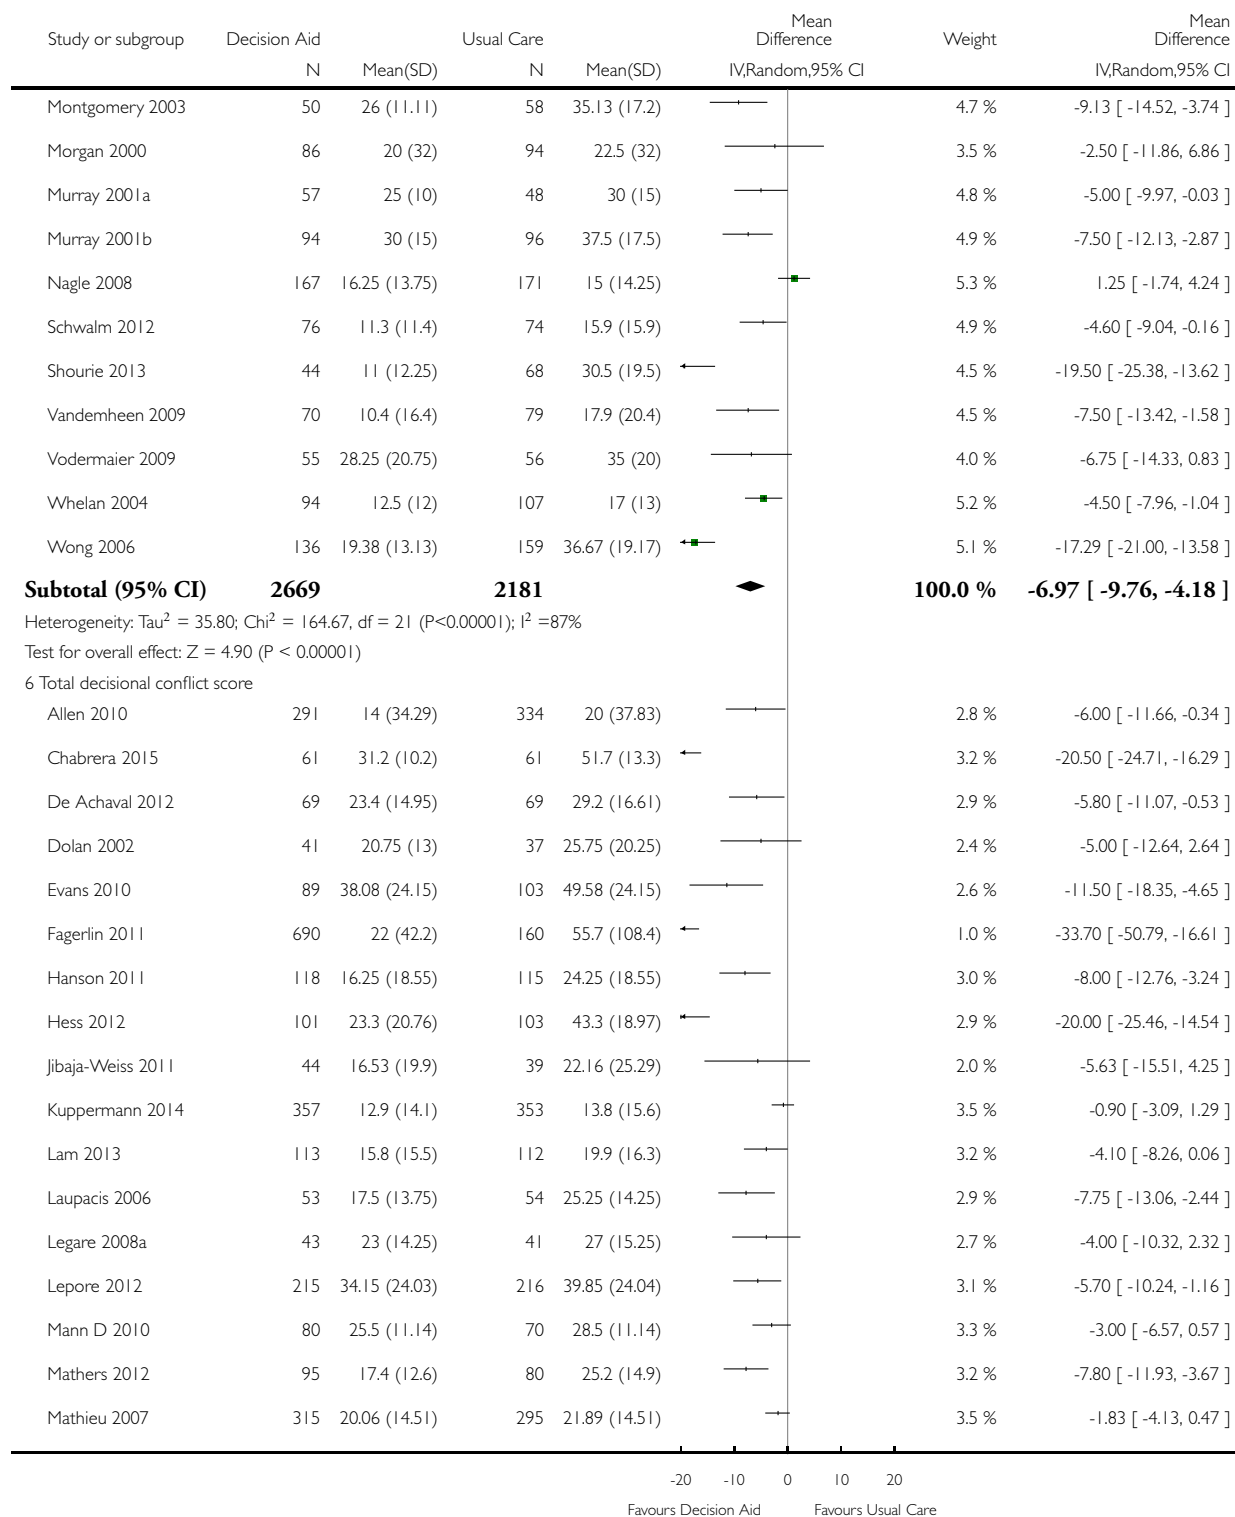 Study or subgroup Decision Aid Usual Care Mean Difference Weight Mean Difference
N Mean(SD) N Mean(SD) IV,Random,95% CI IV,Random,95% CI
Montgomery 2003 50 26 (11.11) 58 35.13 (17.2) 4.7 % -9.13 [ -14.52, -3.74 ]
Morgan 2000 86 20 (32) 94 22.5 (32) 3.5 % -2.50 [ -11.86, 6.86 ]
Murray 2001a 57 25 (10) 48 30 (15) 4.8 % -5.00 [ -9.97, -0.03 ]
Murray 2001b 94 30 (15) 96 37.5 (17.5) 4.9 % -7.50 [ -12.13, -2.87 ]
Nagle 2008 167 16.25 (13.75) 171 15 (14.25) 5.3 % 1.25 [ -1.74, 4.24 ]
Schwalm 2012 76 11.3 (11.4) 74 15.9 (15.9) 4.9 % -4.60 [ -9.04, -0.16 ]
Shourie 2013 44 11 (12.25) 68 30.5 (19.5) 4.5 % -19.50 [ -25.38, -13.62 ]
Vandemheen 2009 70 10.4 (16.4) 79 17.9 (20.4) 4.5 % -7.50 [ -13.42, -1.58 ]
Vodermaier 2009 55 28.25 (20.75) 56 35 (20) 4.0 % -6.75 [ -14.33, 0.83 ]
Whelan 2004 94 12.5 (12) 107 17 (13) 5.2 % -4.50 [ -7.96, -1.04 ]
Wong 2006 136 19.38 (13.13) 159 36.67 (19.17) 5.1 % -17.29 [ -21.00, -13.58 ]
Subtotal (95% CI) 2669 2181 100.0 % -6.97 [ -9.76, -4.18 ]
Heterogeneity: Tau² = 35.80; Chi² = 164.67, df = 21 (P<0.00001); I² =87%
Test for overall effect: Z = 4.90 (P < 0.00001)
6 Total decisional conflict score
Allen 2010 291 14 (34.29) 334 20 (37.83) 2.8 % -6.00 [ -11.66, -0.34 ]
Chabrera 2015 61 31.2 (10.2) 61 51.7 (13.3) 3.2 % -20.50 [ -24.71, -16.29 ]
De Achaval 2012 69 23.4 (14.95) 69 29.2 (16.61) 2.9 % -5.80 [ -11.07, -0.53 ]
Dolan 2002 41 20.75 (13) 37 25.75 (20.25) 2.4 % -5.00 [ -12.64, 2.64 ]
Evans 2010 89 38.08 (24.15) 103 49.58 (24.15) 2.6 % -11.50 [ -18.35, -4.65 ]
Fagerlin 2011 690 22 (42.2) 160 55.7 (108.4) 1.0 % -33.70 [ -50.79, -16.61 ]
Hanson 2011 118 16.25 (18.55) 115 24.25 (18.55) 3.0 % -8.00 [ -12.76, -3.24 ]
Hess 2012 101 23.3 (20.76) 103 43.3 (18.97) 2.9 % -20.00 [ -25.46, -14.54 ]
Jibaja-Weiss 2011 44 16.53 (19.9) 39 22.16 (25.29) 2.0 % -5.63 [ -15.51, 4.25 ]
Kuppermann 2014 357 12.9 (14.1) 353 13.8 (15.6) 3.5 % -0.90 [ -3.09, 1.29 ]
Lam 2013 113 15.8 (15.5) 112 19.9 (16.3) 3.2 % -4.10 [ -8.26, 0.06 ]
Laupacis 2006 53 17.5 (13.75) 54 25.25 (14.25) 2.9 % -7.75 [ -13.06, -2.44 ]
Legare 2008a 43 23 (14.25) 41 27 (15.25) 2.7 % -4.00 [ -10.32, 2.32 ]
Lepore 2012 215 34.15 (24.03) 216 39.85 (24.04) 3.1 % -5.70 [ -10.24, -1.16 ]
Mann D 2010 80 25.5 (11.14) 70 28.5 (11.14) 3.3 % -3.00 [ -6.57, 0.57 ]
Mathers 2012 95 17.4 (12.6) 80 25.2 (14.9) 3.2 % -7.80 [ -11.93, -3.67 ]
Mathieu 2007 315 20.06 (14.51) 295 21.89 (14.51) 3.5 % -1.83 [ -4.13, 0.47 ]
-20 -10 0 10 20
Favours Decision Aid Favours Usual Care